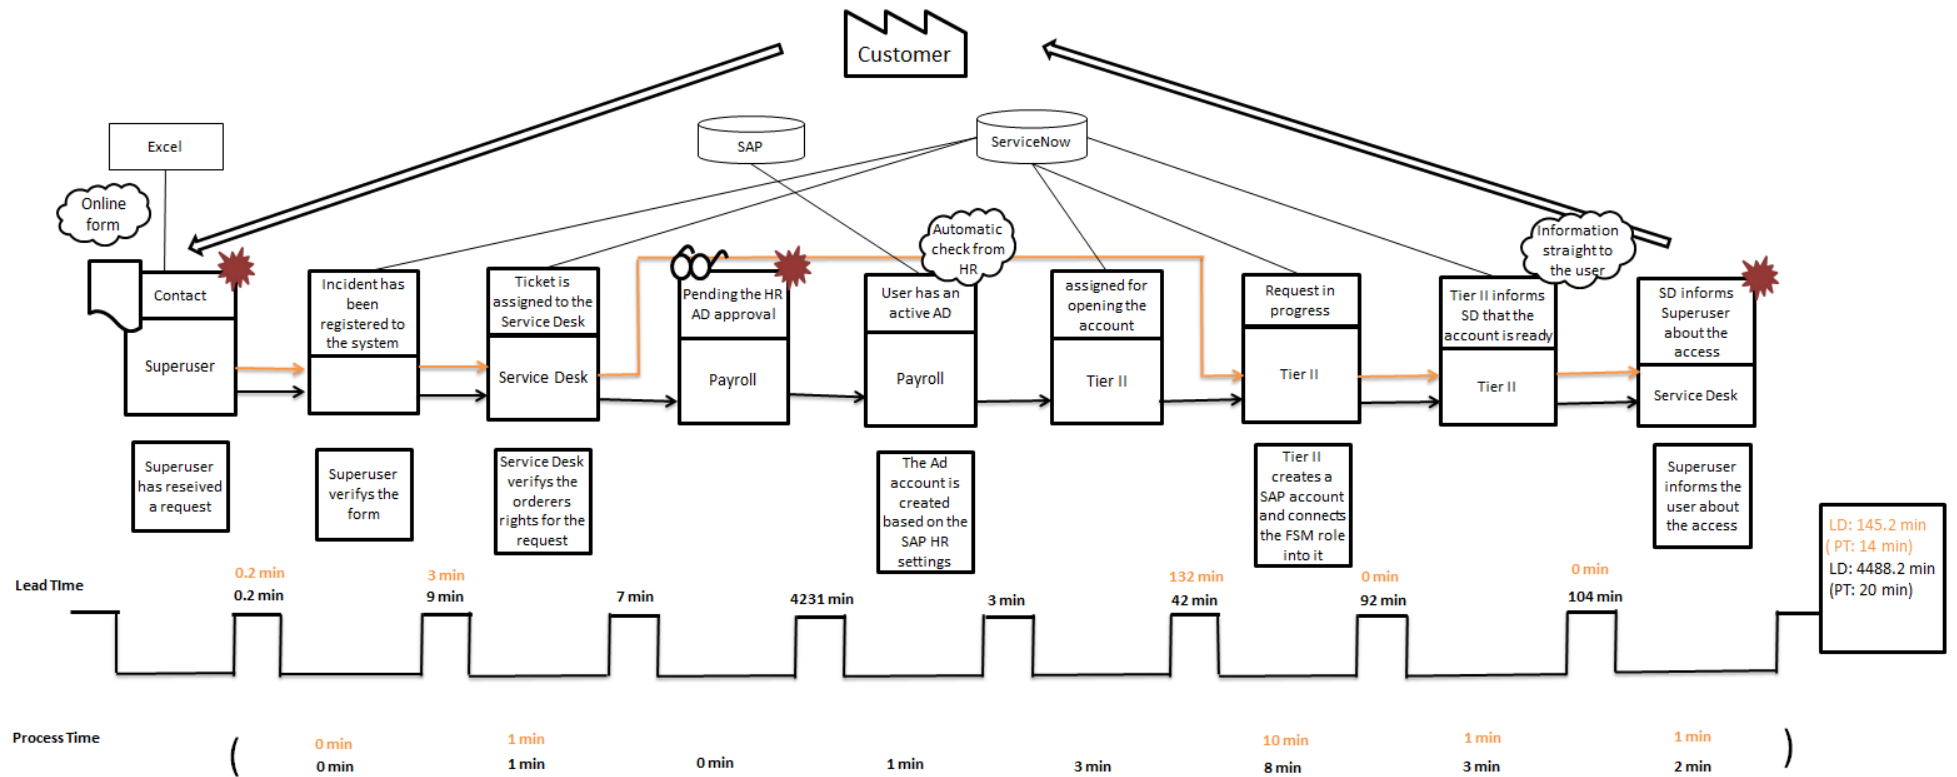 Customer
Excel
SAP
ServiceNow
Online
form
Automatic
check from
HR
Information
straight to
the user
Contact
Superuser
Incident has
been
registered to
the system
Ticket is
assigned to the
Service Desk
Service Desk
Pending the HR
AD approval
Payroll
User has an
active AD
Payroll
assigned for
opening the
account
Tier II
Request in
progress
Tier II
Tier II informs
SD that the
account is ready
Tier II
SD informs
Superuser
about the
access
Service Desk
Superuser
has reseived
a request
Superuser
verifys the
form
Service Desk
verifys the
orderers
rights for the
request
The Ad
account is
created
based on the
SAP HR
settings
Tier II
creates a
SAP account
and connects
the FSM role
into it
Superuser
informs the
user about
the access
LD: 145.2 min
( PT: 14 min)
LD: 4488.2 min
(PT: 20 min)
Lead TIme
0.2 min
0.2 min
3 min
9 min
7 min
4231 min
3 min
132 min
42 min
0 min
92 min
0 min
104 min
Process Time
(
0 min
0 min
1 min
1 min
0 min
1 min
3 min
10 min
8 min
1 min
3 min
1 min
2 min
)